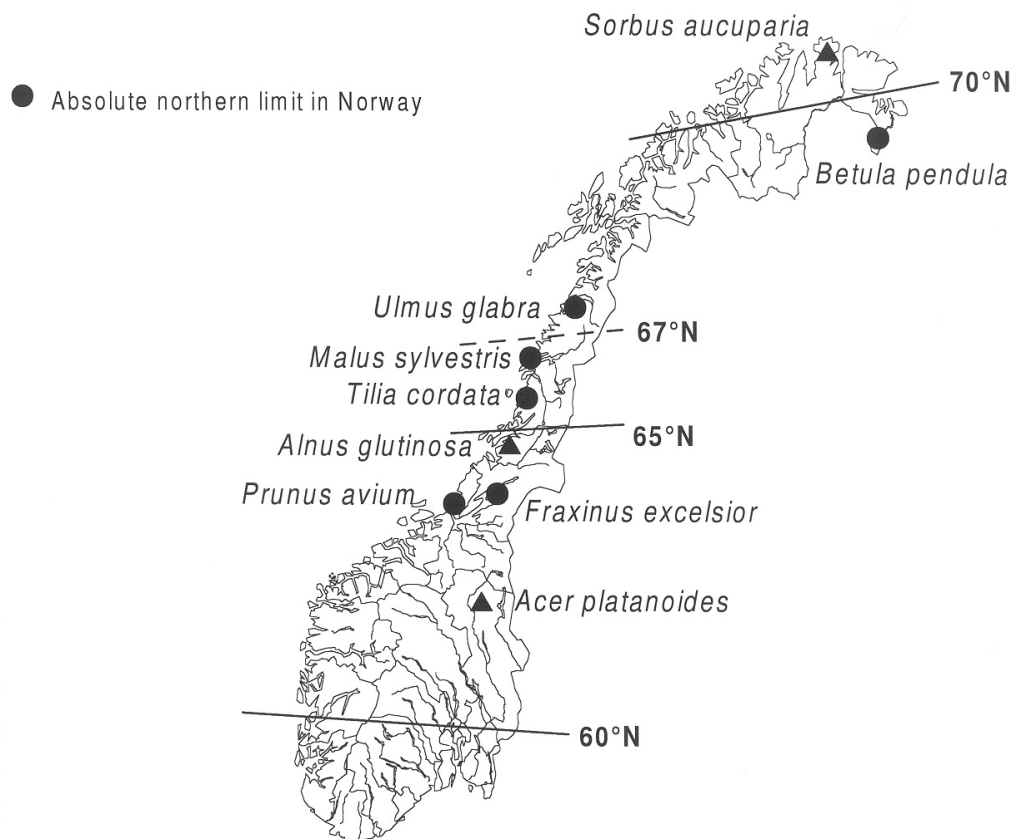 Sorbus aucuparia
70°N
Absolute northern limit in Norway
Betula pendula
Ulmus glabra
67°N
Malus sylvestris
Tilia cordata
65°N
Alnus glutinosa
Prunus avium
Fraxinus excelsior
Acer platanoides
60°N